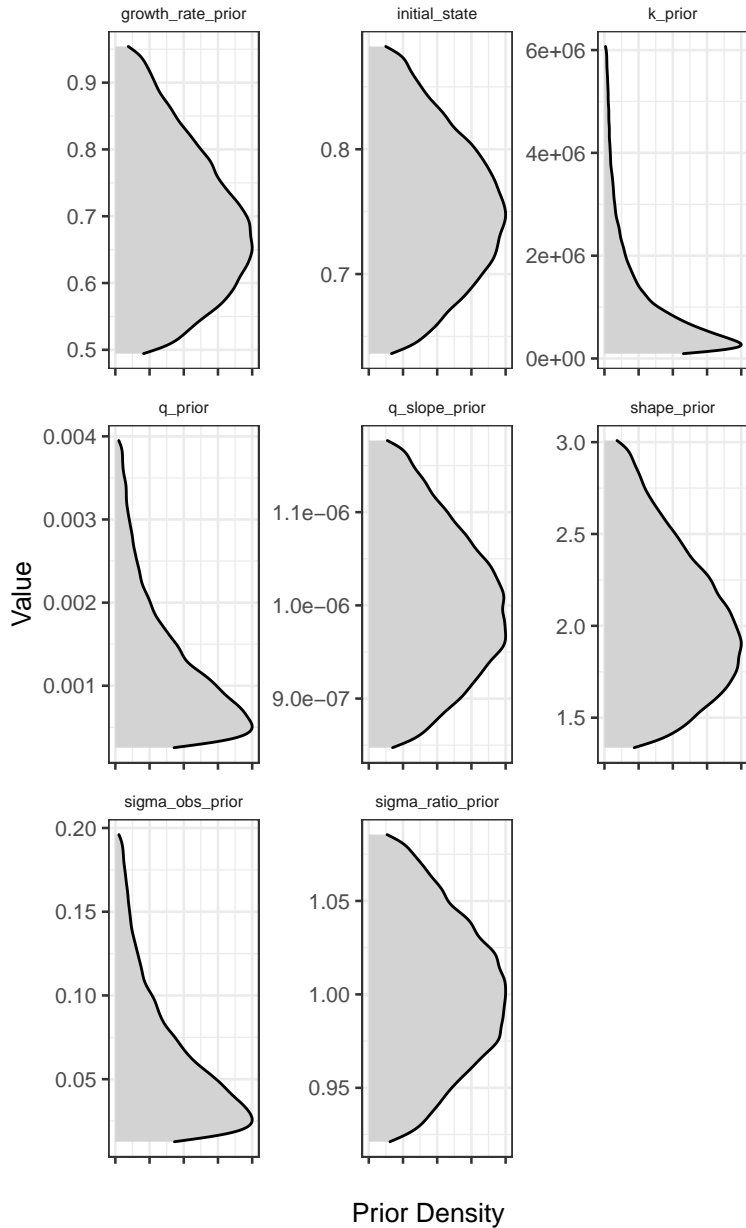 growth_rate_prior
0.9
0.8
0.7
0.6
0.5
initial_state
0.8
0.7
k_prior
6e+06
4e+06
2e+06
0e+00
Value
q_prior
0.004
0.003
0.002
0.001
q_slope_prior
1.1e−06
1.0e−06
9.0e−07
shape_prior
3.0
2.5
2.0
1.5
sigma_obs_prior
0.20
0.15
0.10
0.05
sigma_ratio_prior
1.05
1.00
0.95
Prior Density